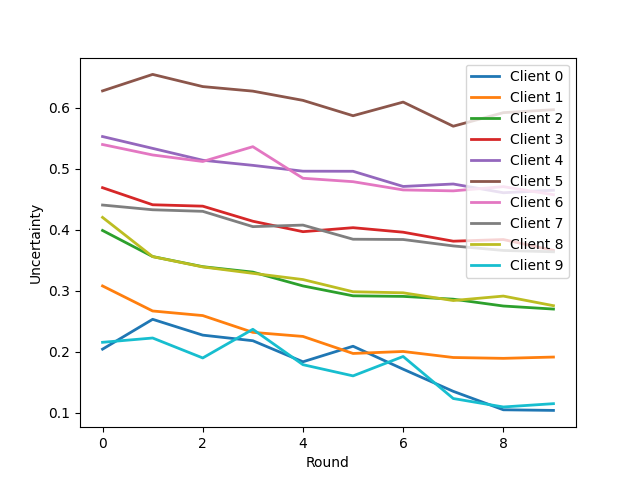 Uncertainty
0.6
0.5
0.4
0.3
0.2
0.1
0 2 4 6 8
Round
Client 0
Client 1
Client 2
Client 3
Client 4
Client 5
Client 6
Client 7
Client 8
Client 9